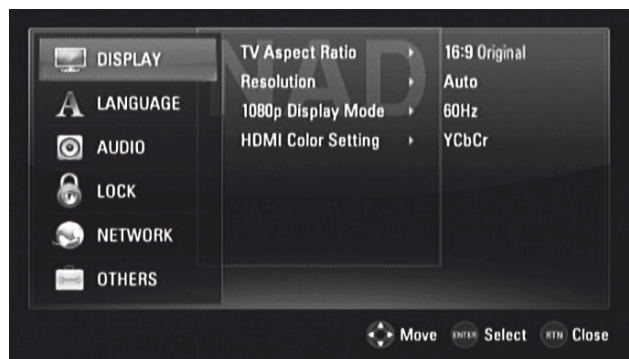 NAD
DISPLAY
LANGUAGE
AUDIO
LOCK
NETWORK
OTHERS
TV Aspect Ratio 16:9 Original
Resolution Auto
1080p Display Mode 60Hz
HDMI Color Setting YCbCr
Move ENTER Select RTN Close